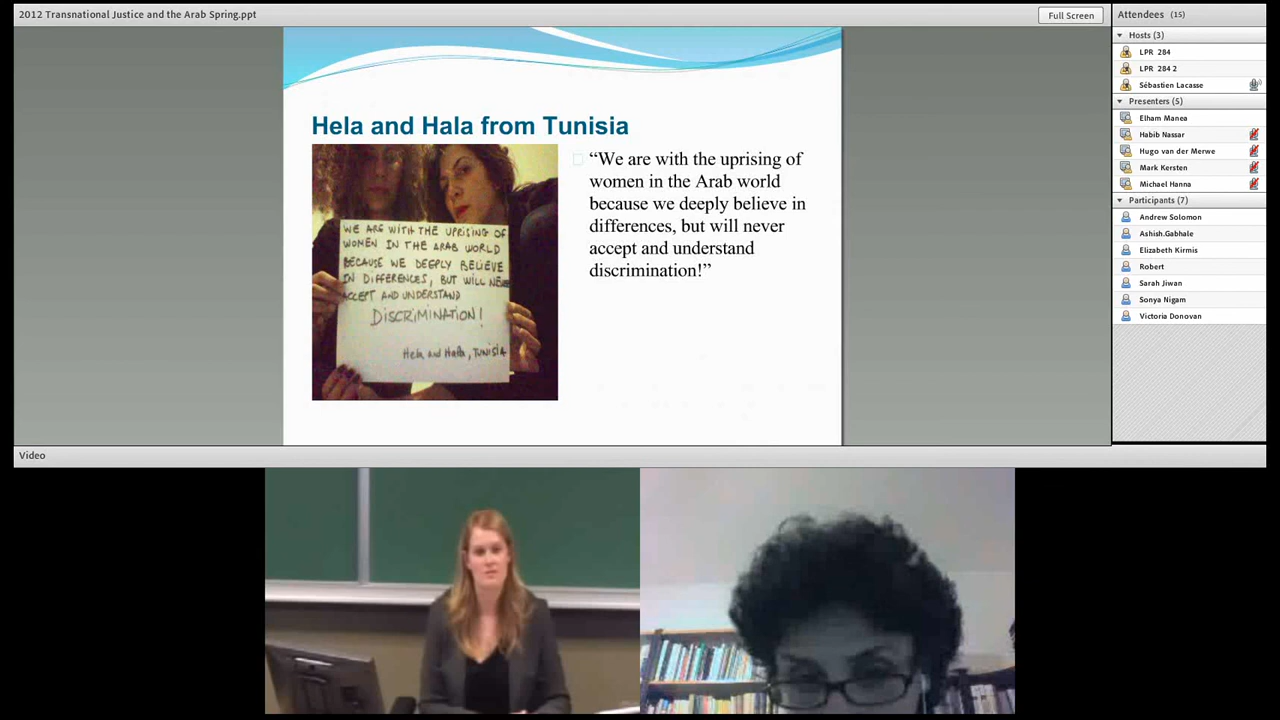 2012 Transnational Justice and the Arab Spring.ppt
Full Screen
Hela and Hala from Tunisia
WE ARE WITH THE UPRISING OF
WOMEN IN THE ARAB WORLD
BECAUSE WE DEEPLY BELIEVE
IN DIFFERENCES, BUT WILL NEVER
ACCEPT AND UNDERSTAND
DISCRIMINATION!
Hela and Haifa, TUNISIA
“We are with the uprising of
women in the Arab world
because we deeply believe in
differences, but will never
accept and understand
discrimination!”
Attendees (15)
Hosts (3)
LPR 284
LPR 284 2
Sébastien Lacasse
Presenters (5)
Elham Manea
Habib Nassar
Hugo van der Merwe
Mark Kersten
Michael Hanna
Participants (7)
Andrew Solomon
Ashish.Gabhale
Elizabeth Kirmis
Robert
Sarah Jiwan
Sonya Nigam
Victoria Donovan
Video